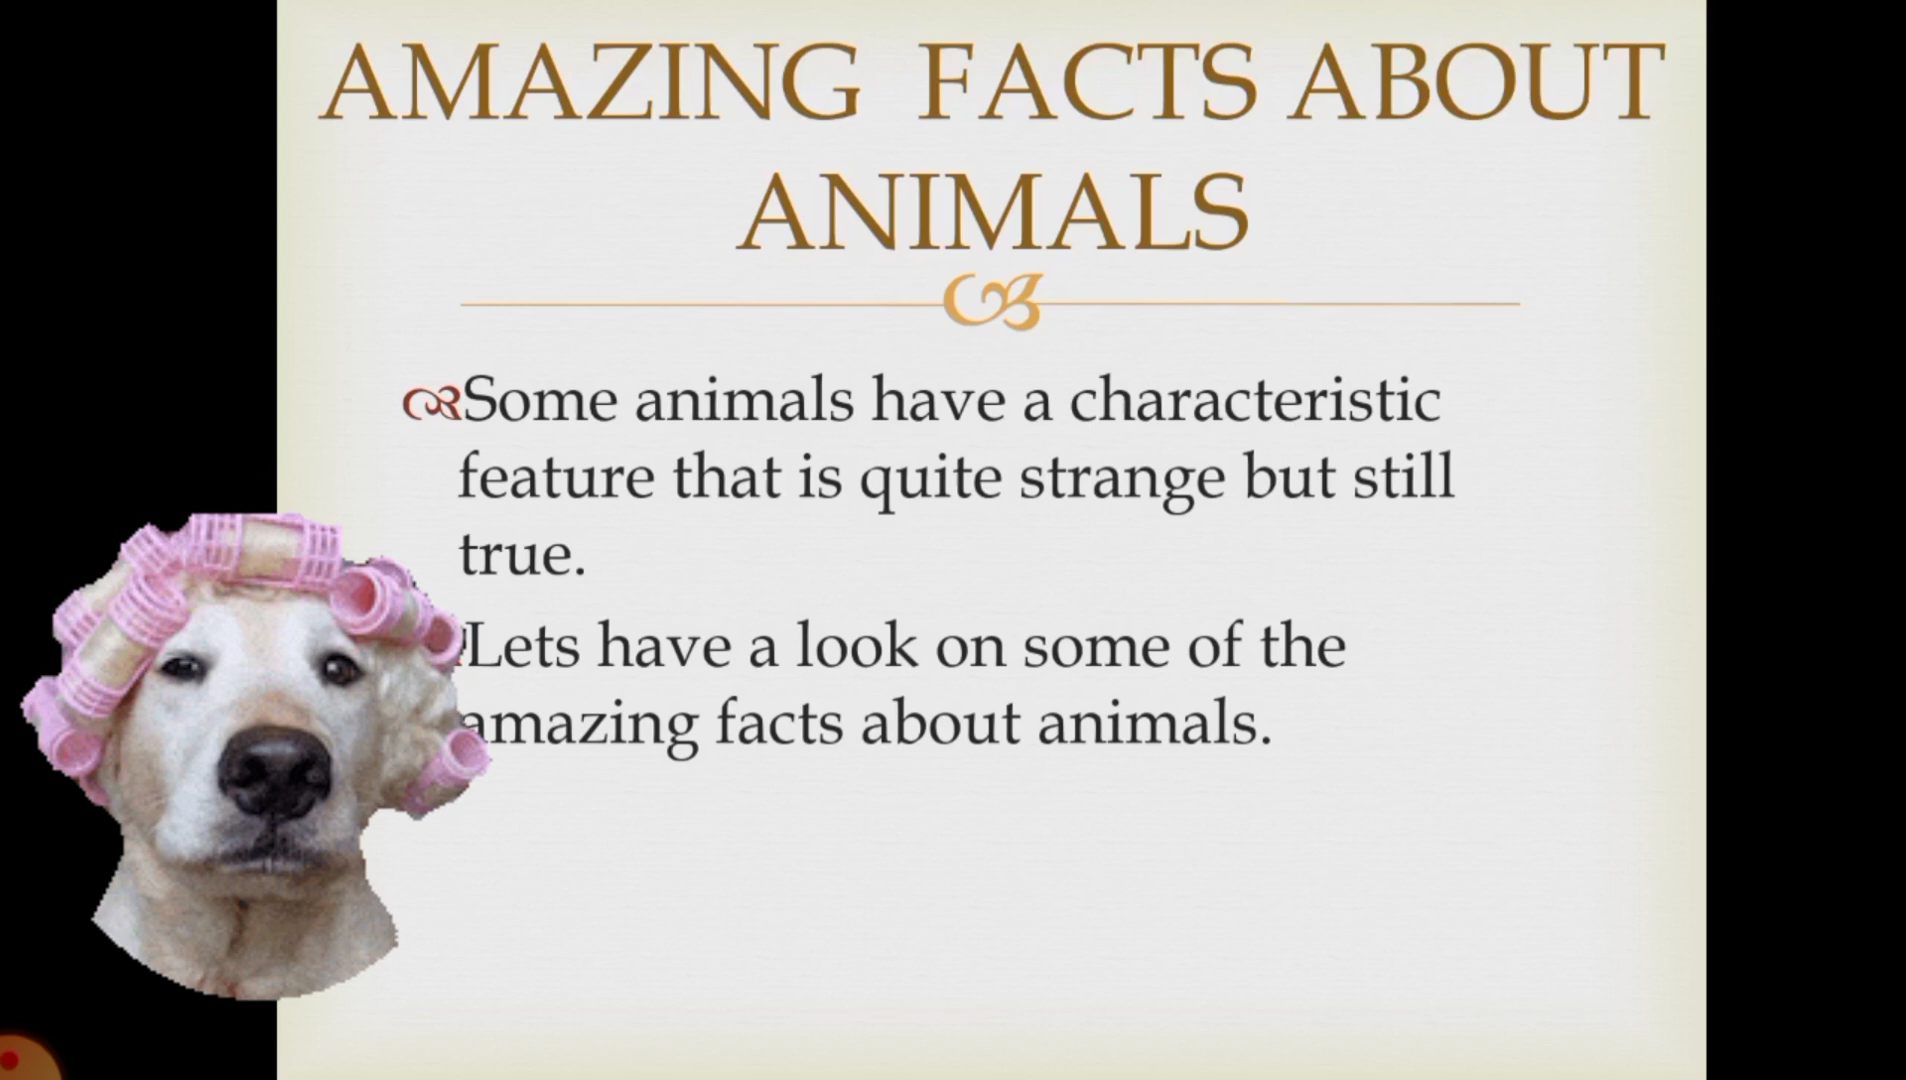 AMAZING FACTS ABOUT
ANIMALS
Some animals have a characteristic
feature that is quite strange but still
true.
Lets have a look on some of the
amazing facts about animals.